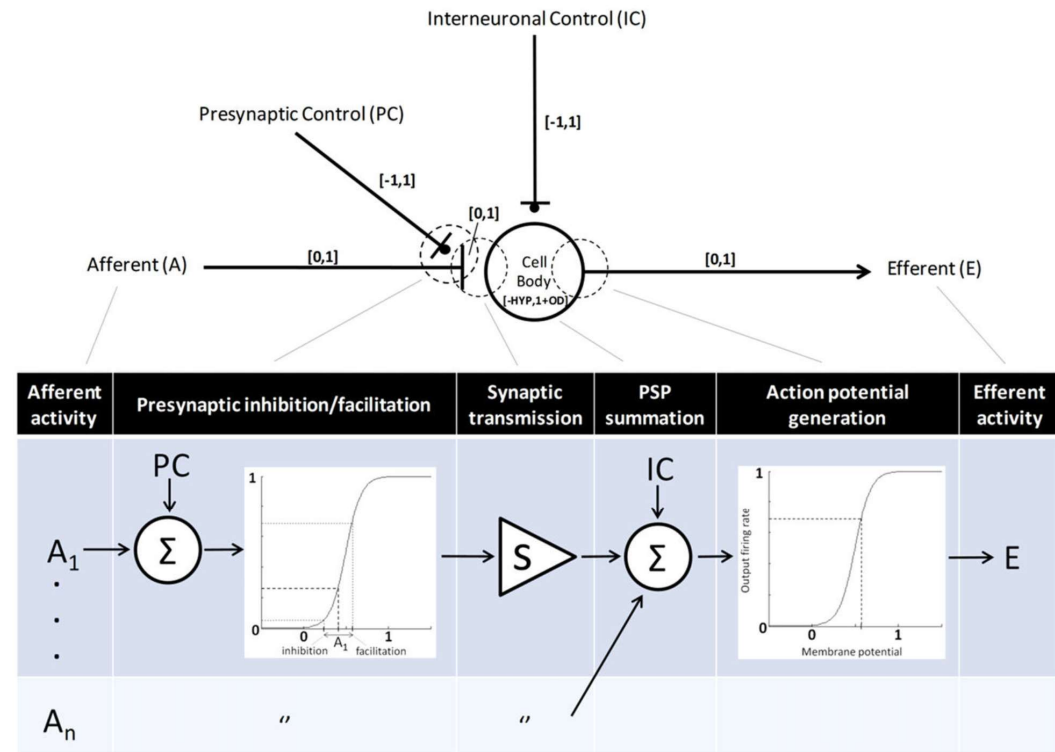 Interneuronal Control (IC)
Presynaptic Control (PC)
[-1,1]
[-1,1]
[0,1]
Afferent (A)
[0,1]
Cell
Body
[-HYP,1+OD]
[0,1]
Efferent (E)
Afferent
activity
Presynaptic inhibition/facilitation
Synaptic
transmission
PSP
summation
Action potential
generation
Efferent
activity
A1
.
.
.
.
PC
Σ
1
0
0
1
A1
inhibition
facilitation
S
IC
Σ
Output firing rate
1
0
0
1
Membrane potential
E
An
“
“